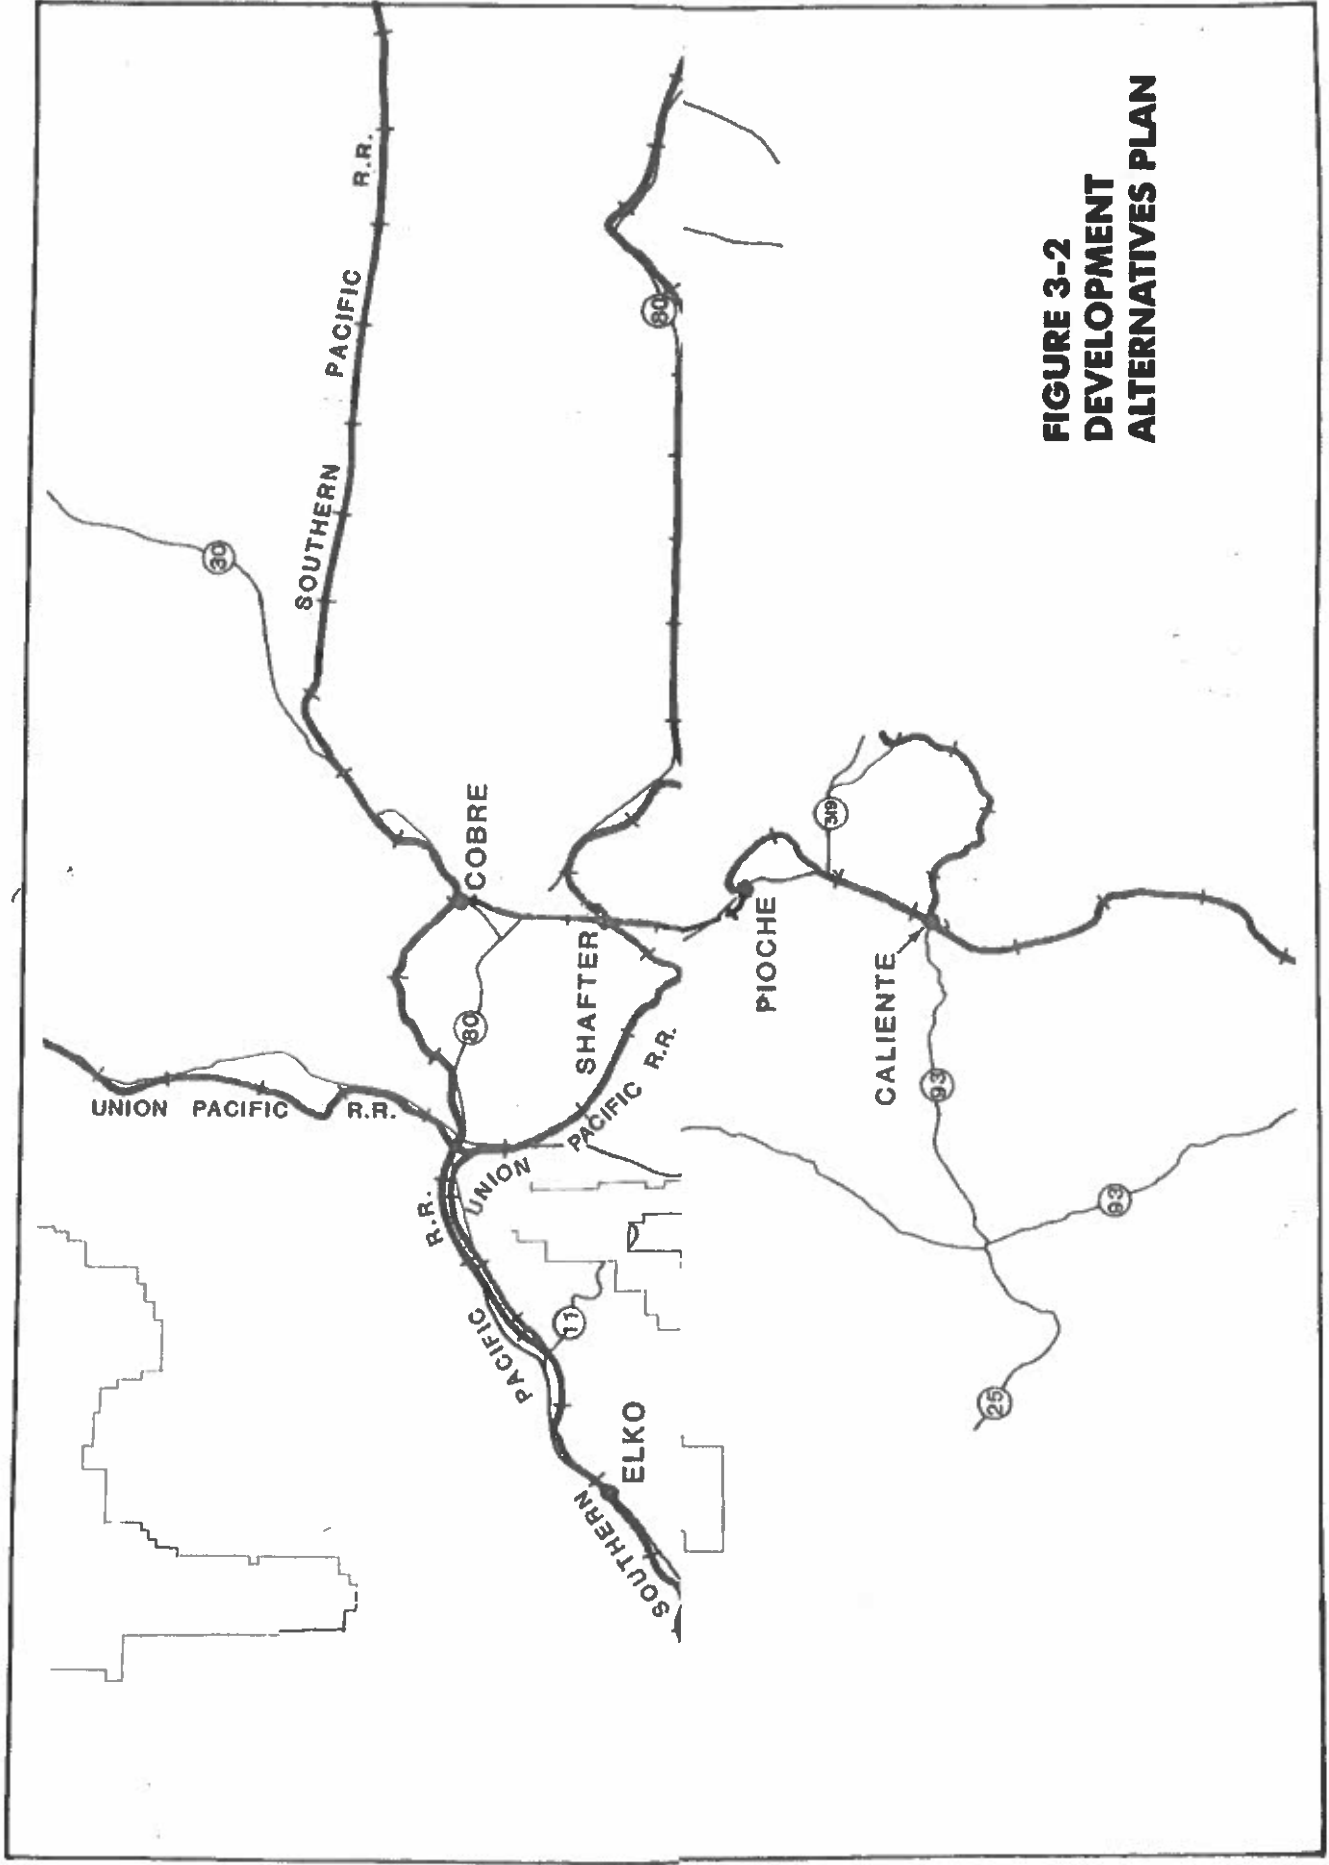 SOUTHERN PACIFIC R.R.
30
80
COBRE
UNION PACIFIC R.R.
80
SHAFTER
UNION PACIFIC R.R.
SOUTHERN PACIFIC R.R.
11
ELKO
PIOCHE
319
CALIENTE
93
93
25
FIGURE 3-2
DEVELOPMENT
ALTERNATIVES PLAN